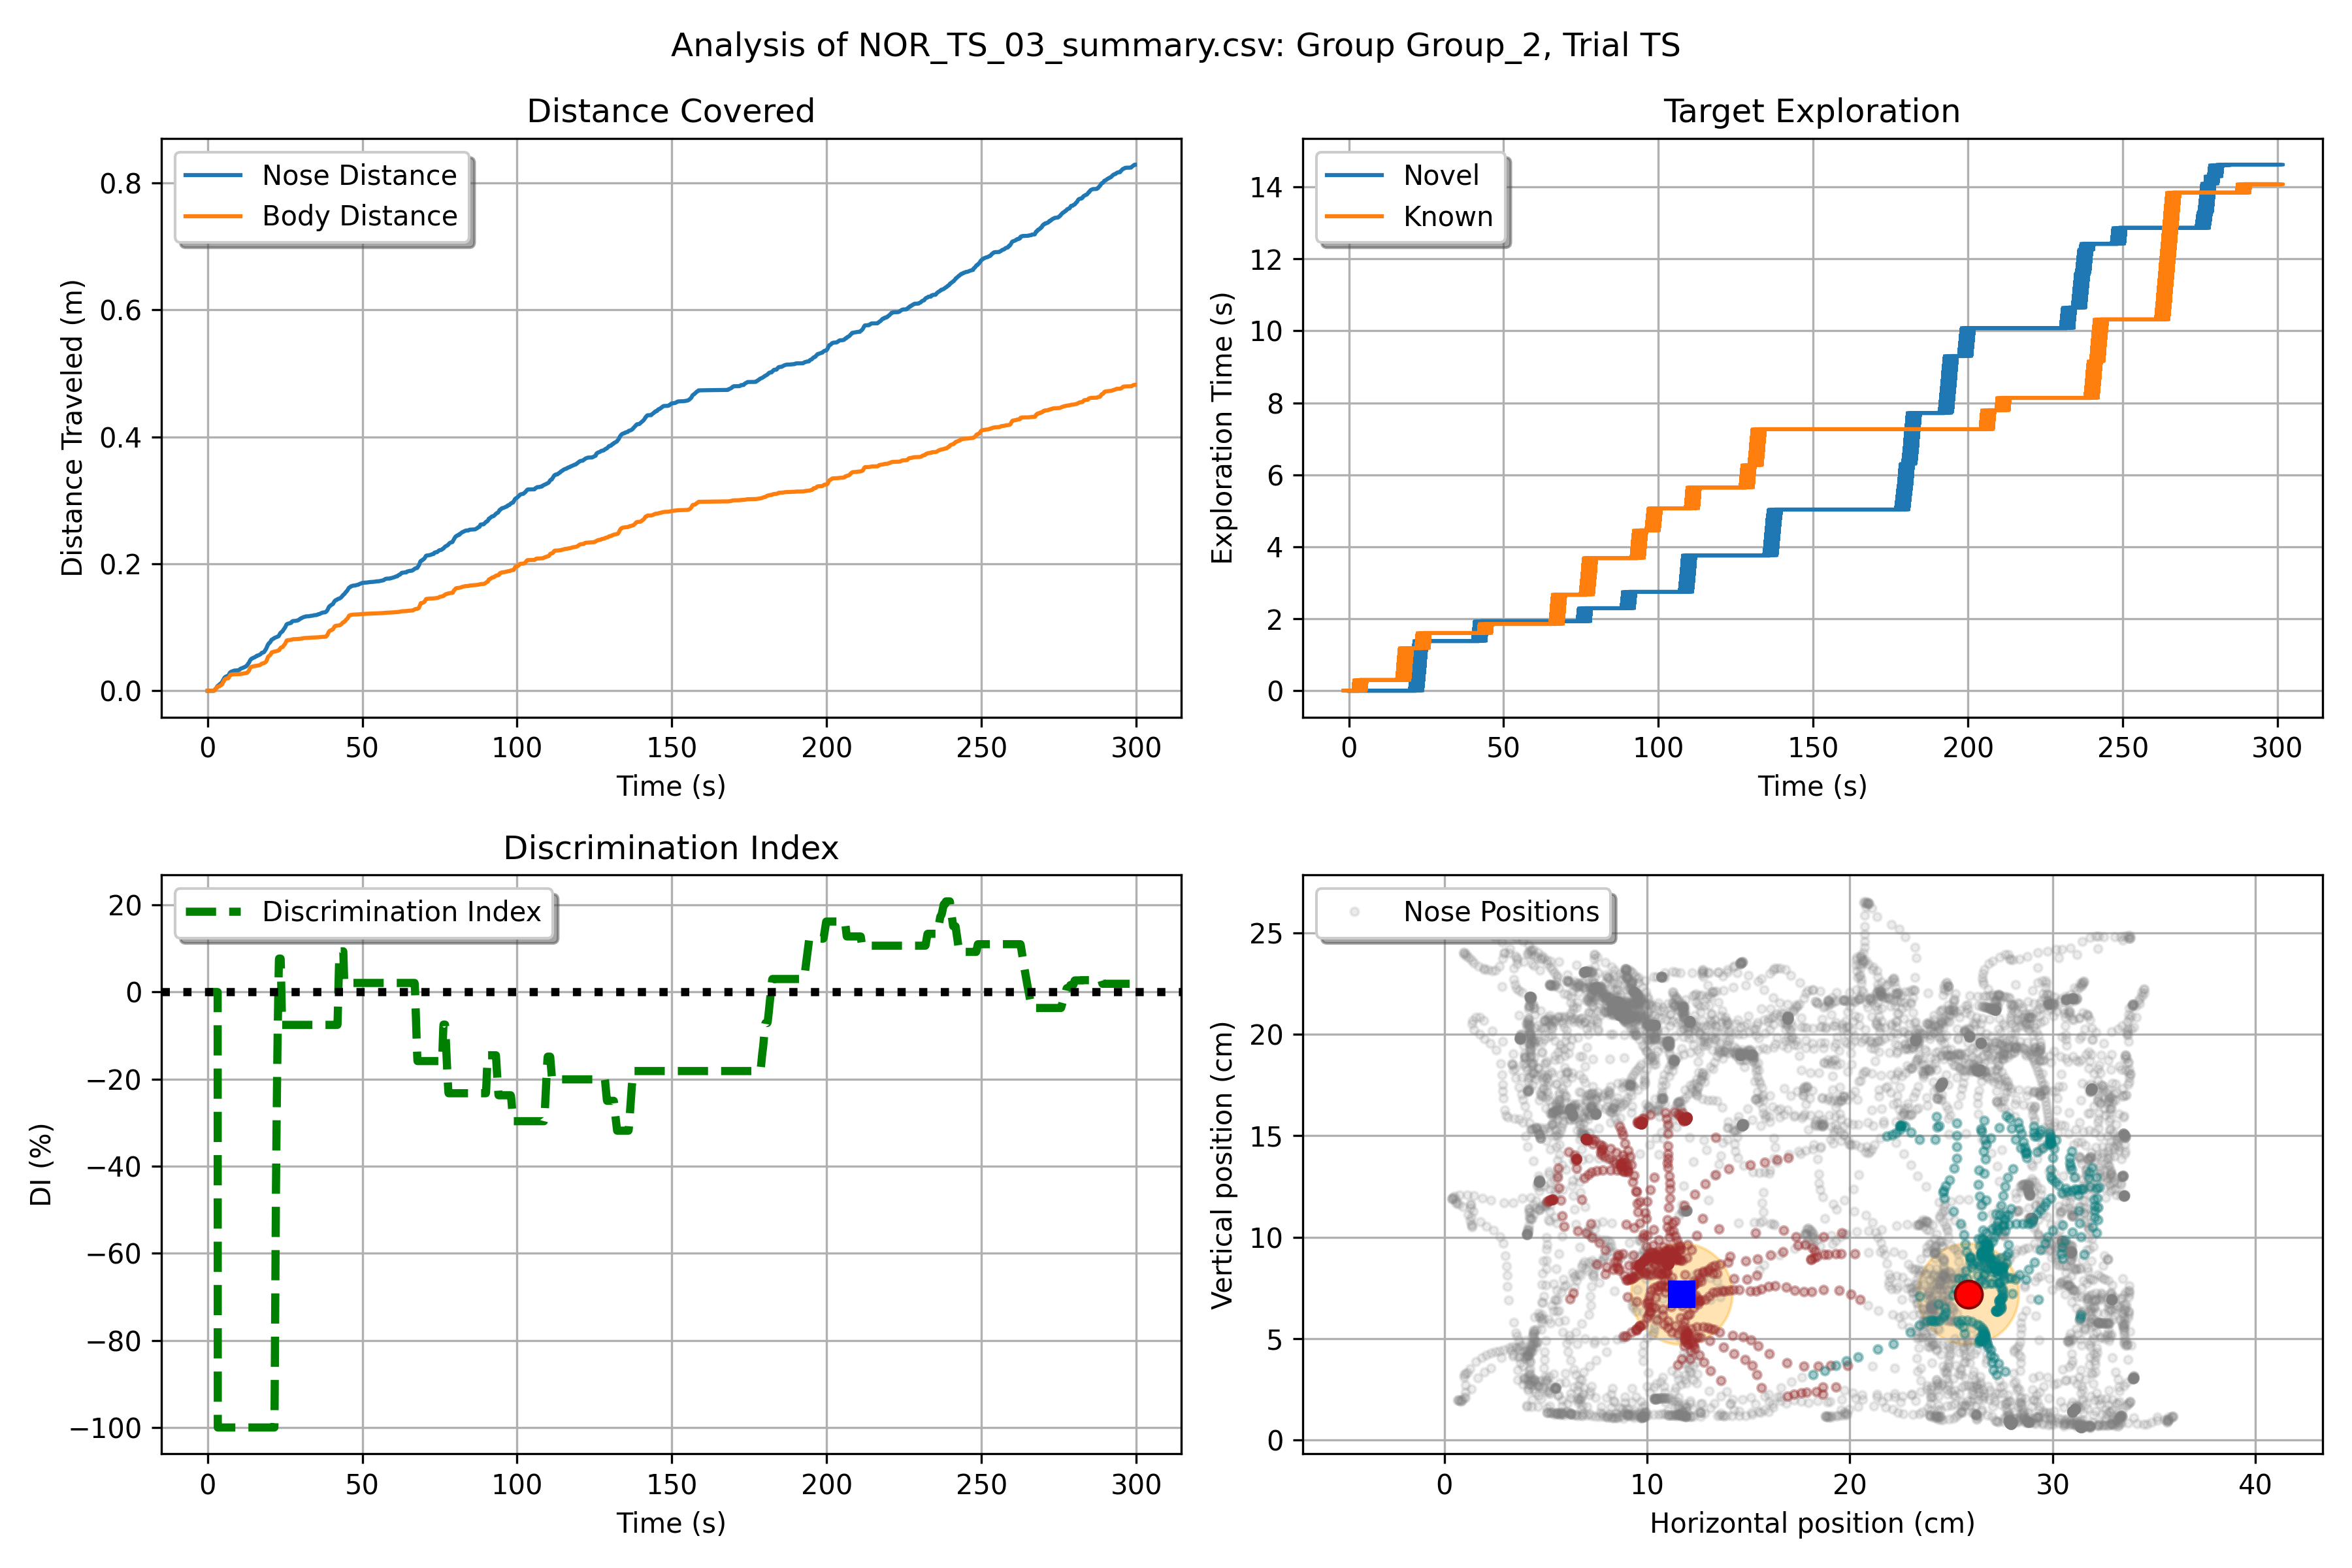 Analysis of NOR_TS_03_summary.csv: Group Group_2, Trial TS
Distance Covered
Nose Distance
Body Distance
Distance Traveled (m)
0.8
0.6
0.4
0.2
0.0
0 50 100 150 200 250 300
Time (s)
Target Exploration
Novel
Known
Exploration Time (s)
14
12
10
8
6
4
2
0
0 50 100 150 200 250 300
Time (s)
Discrimination Index
Discrimination Index
DI (%)
20
0
−20
−40
−60
−80
−100
0 50 100 150 200 250 300
Time (s)
Nose Positions
Vertical position (cm)
25
20
15
10
5
0
0 10 20 30 40
Horizontal position (cm)